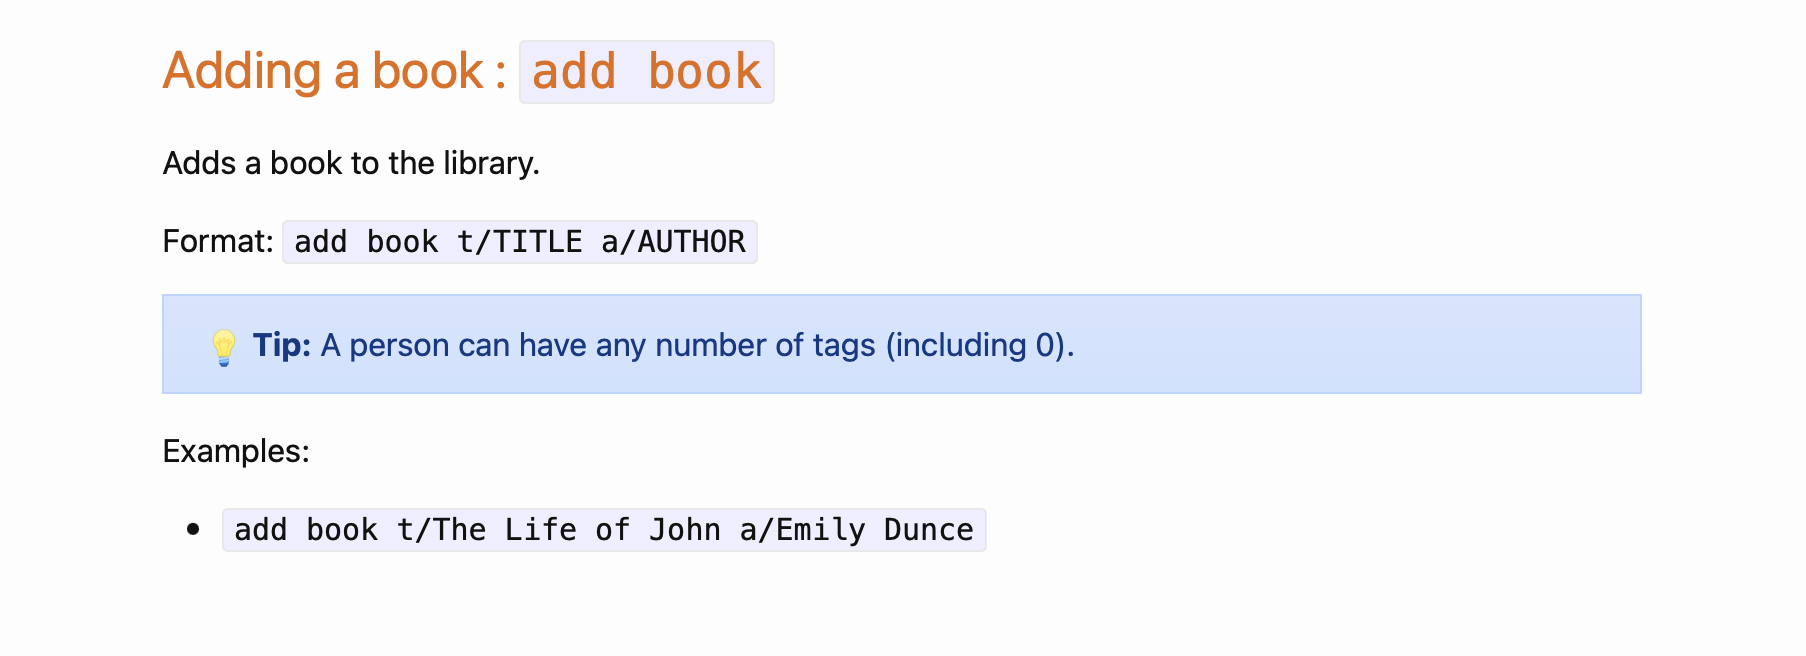 Adding a book : add book
Adds a book to the library.
Format: add book t/TITLE a/AUTHOR
💡 Tip: A person can have any number of tags (including 0).
Examples:
• add book t/The Life of John a/Emily Dunce